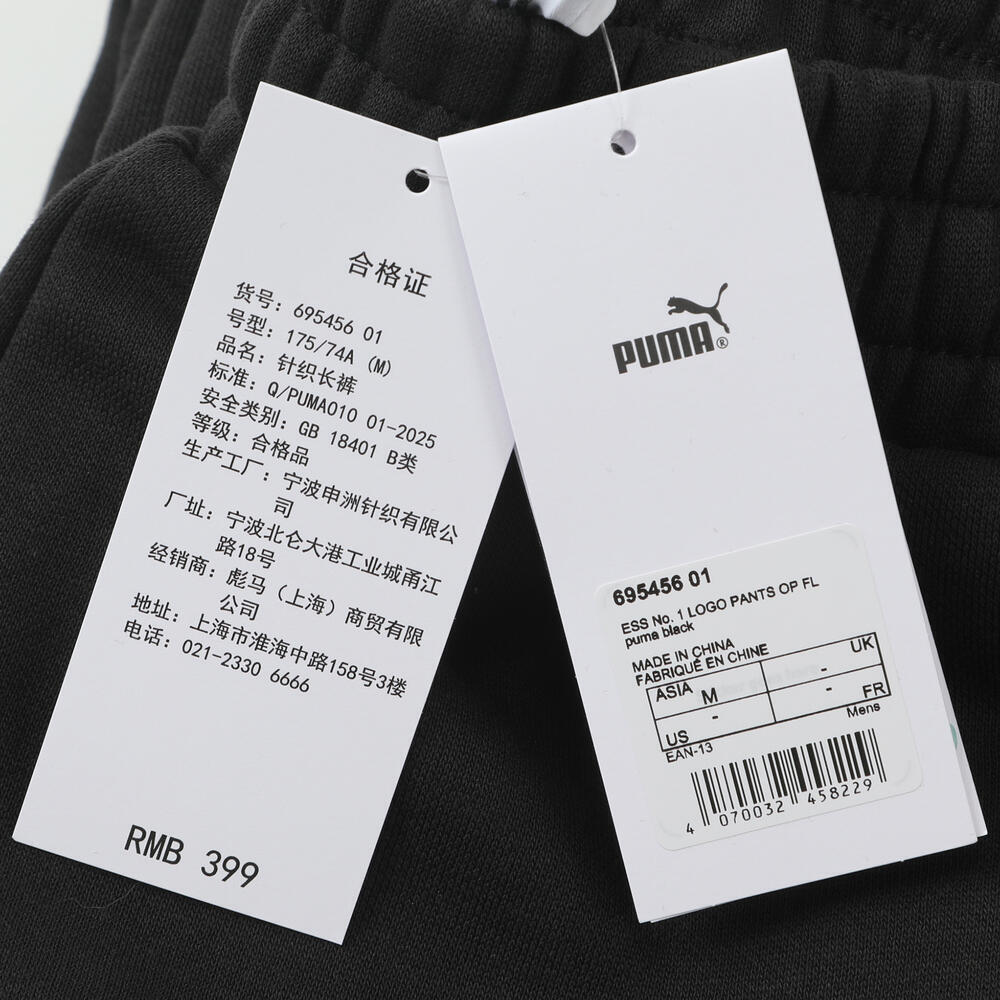 合格证
货号: 695456 01
号型: 175/74A (M)
品名: 针织长裤
标准: Q/PUMA010 01-2025
安全类别: GB 18401 B类
等级: 合格品
生产工厂: 宁波申洲针织有限公
司
厂址: 宁波北仑大港工业城甬江
路18号
经销商: 彪马（上海）商贸有限
公司
地址: 上海市淮海中路158号3楼
电话: 021-2330 6666
RMB 399
PUMA®
695456 01
ESS No. 1 LOGO PANTS OP FL
puma black
MADE IN CHINA
FABRIQUÉ EN CHINE
ASIA M - UK
US - - FR
EAN-13 Mens
4 070032 458229